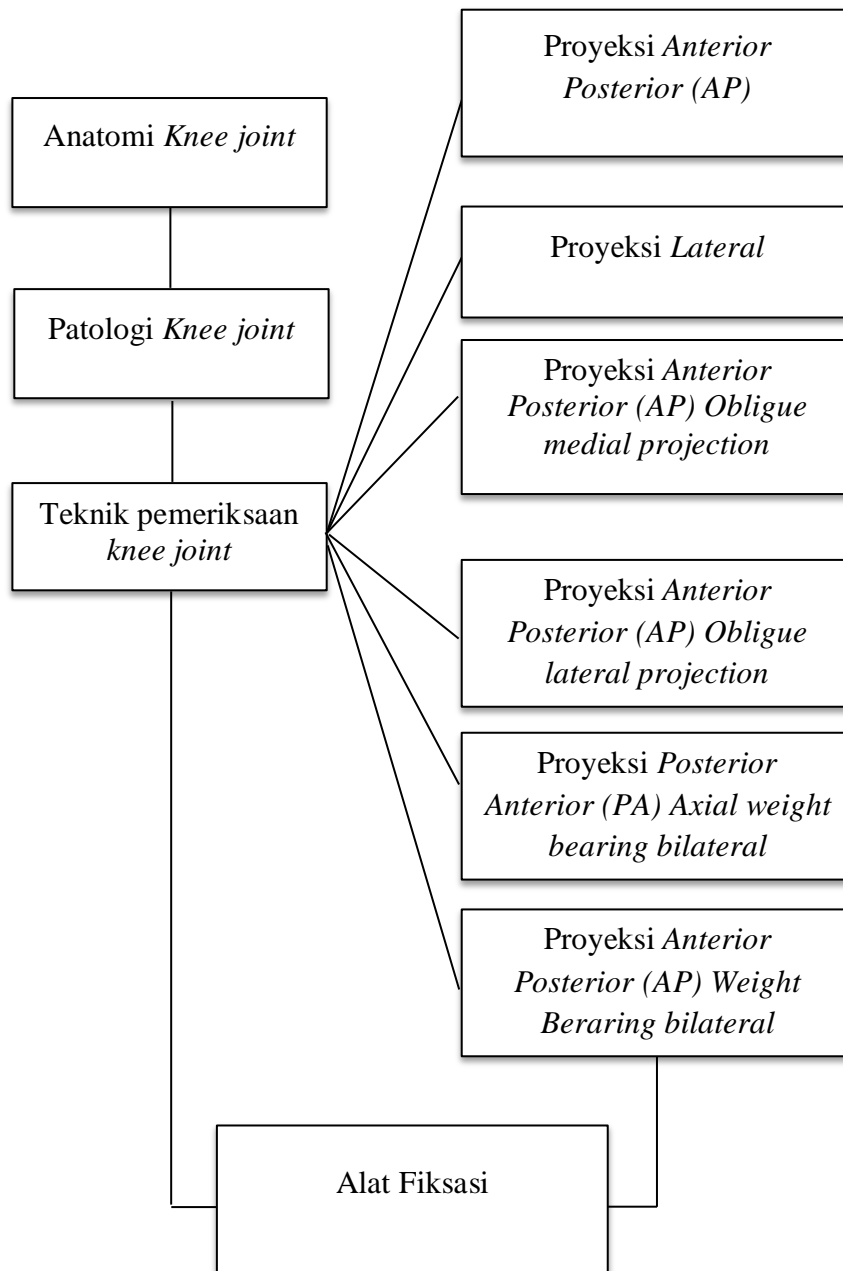 Anatomi Knee joint
Patologi Knee joint
Teknik pemeriksaan
knee joint
Proyeksi Anterior
Posterior (AP)
Proyeksi Lateral
Proyeksi Anterior
Posterior (AP) Obligue
medial projection
Proyeksi Anterior
Posterior (AP) Obligue
lateral projection
Proyeksi Posterior
Anterior (PA) Axial weight
bearing bilateral
Proyeksi Anterior
Posterior (AP) Weight
Beraring bilateral
Alat Fiksasi